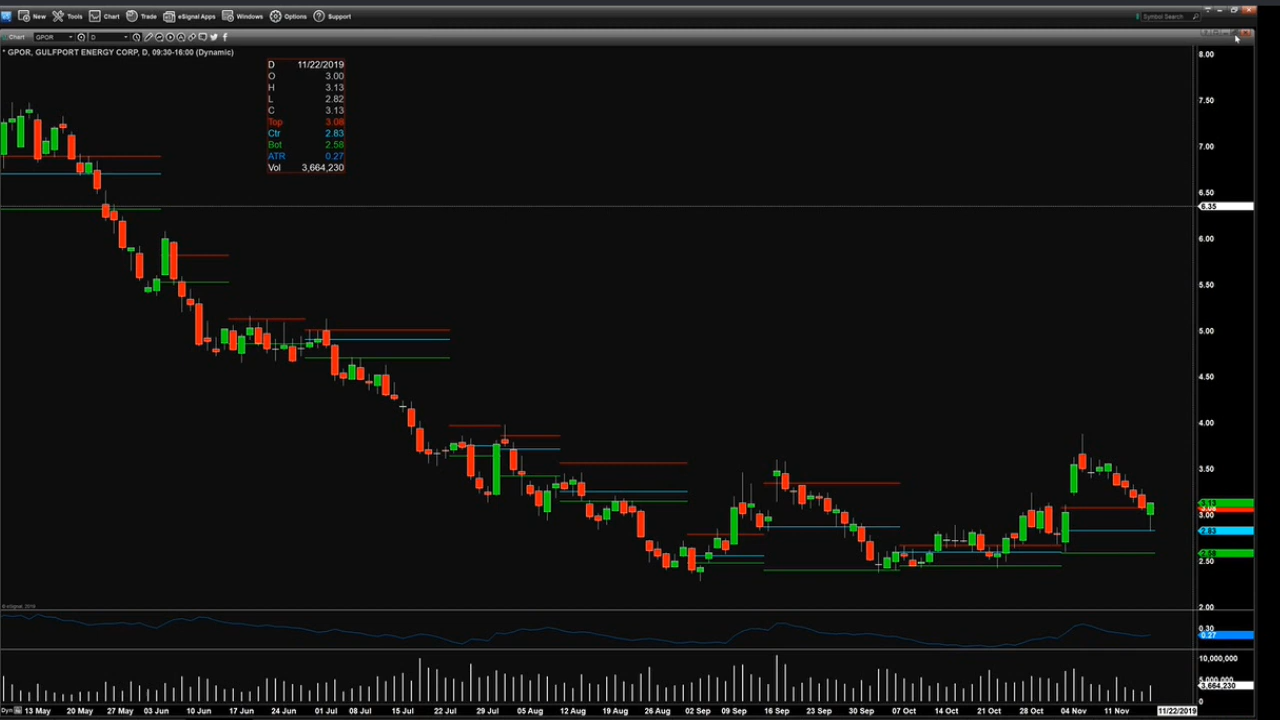 New Tools Chart Trade eSignal Apps Windows Options Support Symbol Search
Chart GPOR D
* GPOR, GULFPORT ENERGY CORP, D, 09:30-16:00 (Dynamic)
D 11/22/2019
O 3.00
H 3.13
L 2.82
C 3.13
Top 3.08
Ctr 2.83
Bot 2.58
ATR 0.27
Vol 3,664,230
8.00
7.50
7.00
6.50
6.35
6.00
5.50
5.00
4.50
4.00
3.50
3.13
3.08
3.00
2.83
2.58
2.50
2.00
© eSignal, 2019
0.30
0.27
10,000,000
5,000,000
3,664,230
0
Dyn 13 May 20 May 27 May 03 Jun 10 Jun 17 Jun 24 Jun 01 Jul 08 Jul 15 Jul 22 Jul 29 Jul 05 Aug 12 Aug 19 Aug 26 Aug 02 Sep 09 Sep 16 Sep 23 Sep 30 Sep 07 Oct 14 Oct 21 Oct 28 Oct 04 Nov 11 Nov 11/22/2019